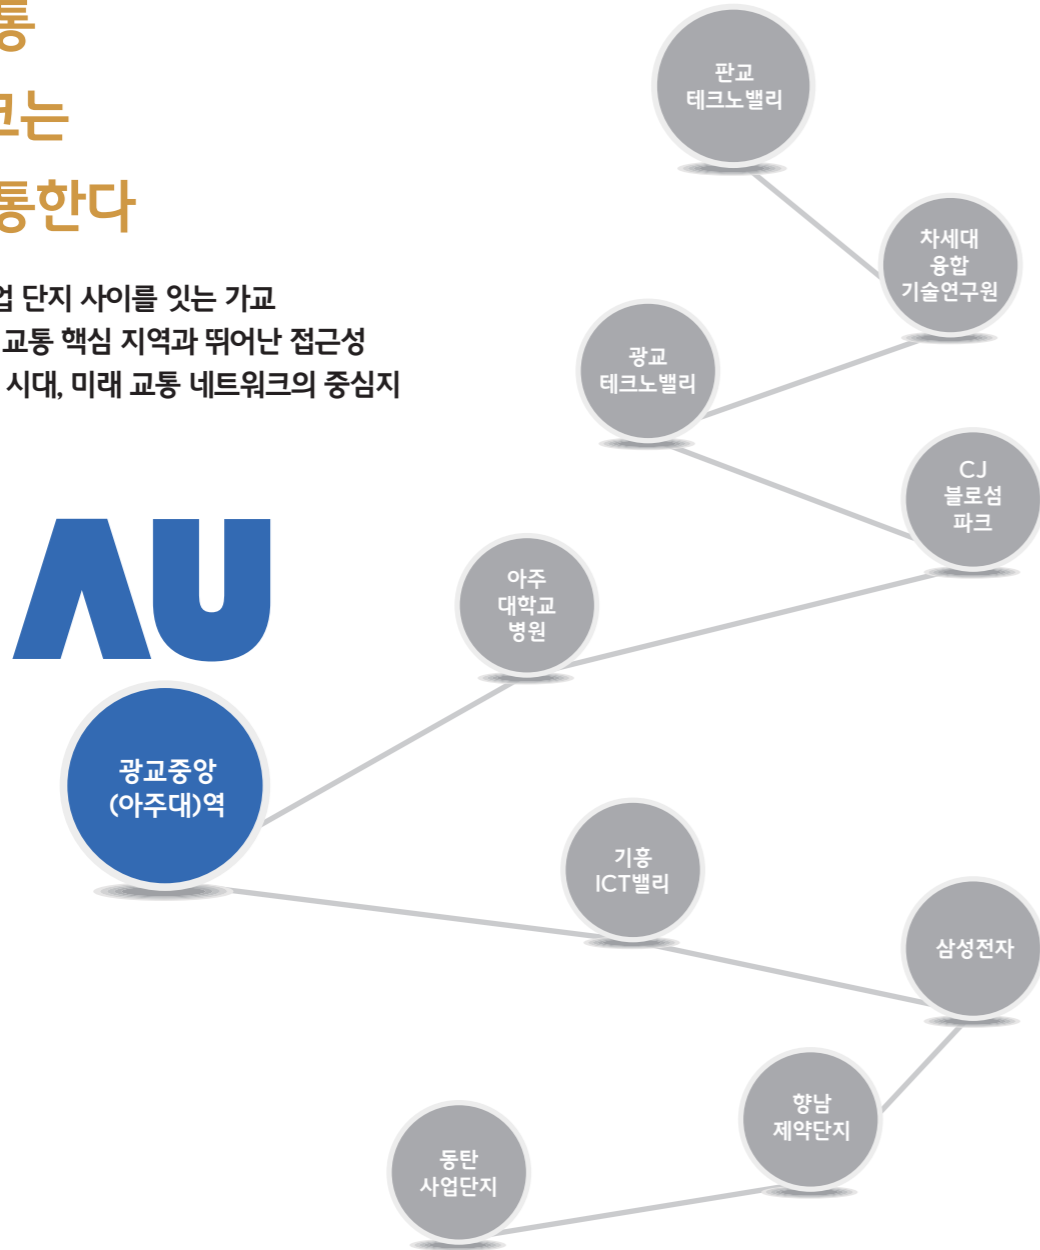 통
크는
통한다
업 단지 사이를 잇는 가교
교통 핵심 지역과 뛰어난 접근성
시대, 미래 교통 네트워크의 중심지
판교
테크노밸리
차세대
융합
기술연구원
광교
테크노밸리
CJ
블로섬
파크
아주
대학교
병원
AU
광교중앙
(아주대)역
기흥
ICT밸리
삼성전자
향남
제약단지
동탄
사업단지